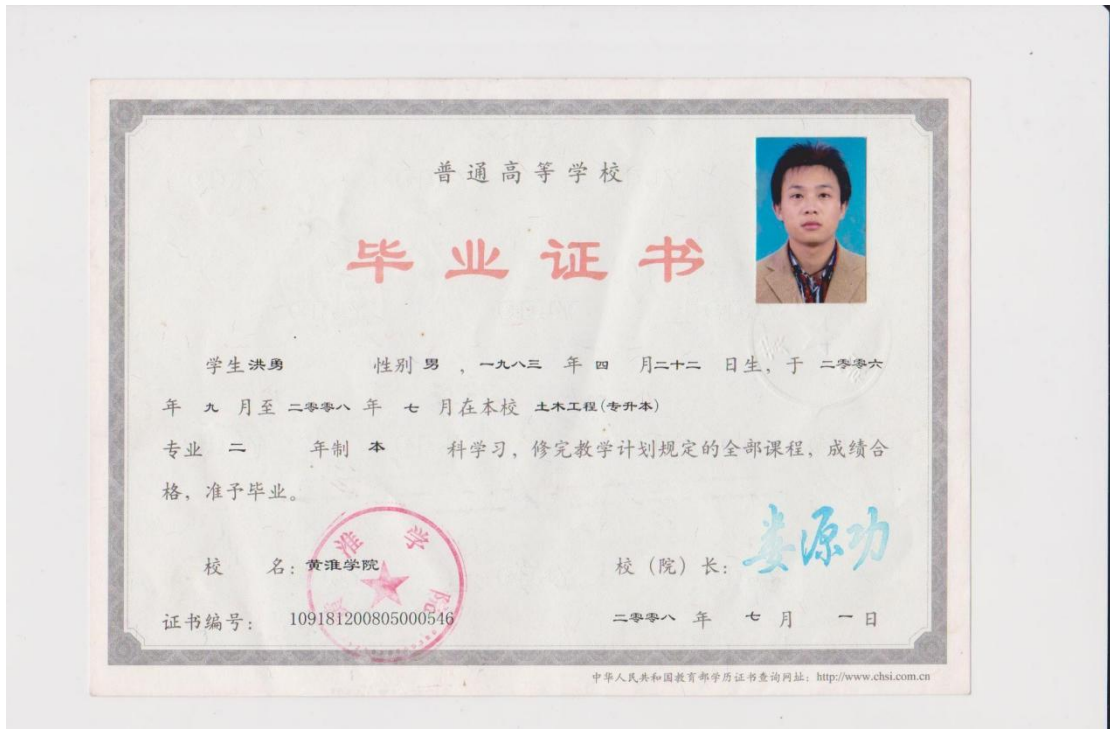 普通高等学校
毕业证书
学生 洪勇 性别 男 ，一九八三 年 四 月二十二 日生，于 二零零六
年 九 月至 二零零八 年 七 月在本校 土木工程(专升本)
专业 二 年制 本 科学习，修完教学计划规定的全部课程，成绩合
格，准予毕业。
校 名：黄淮学院 校（院）长：娄源功
证书编号： 109181200805000546 二零零八 年 七 月 一 日
黄淮学院
中华人民共和国教育部学历证书查询网址：http://www.chsi.com.cn